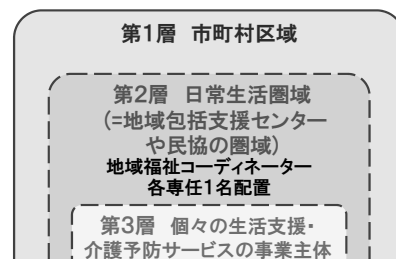 第1層 市町村区域
第2層 日常生活圏域
(=地域包括支援センター
や民協の圏域)
地域福祉コーディネーター
各専任1名配置
第3層 個々の生活支援・
介護予防サービスの事業主体